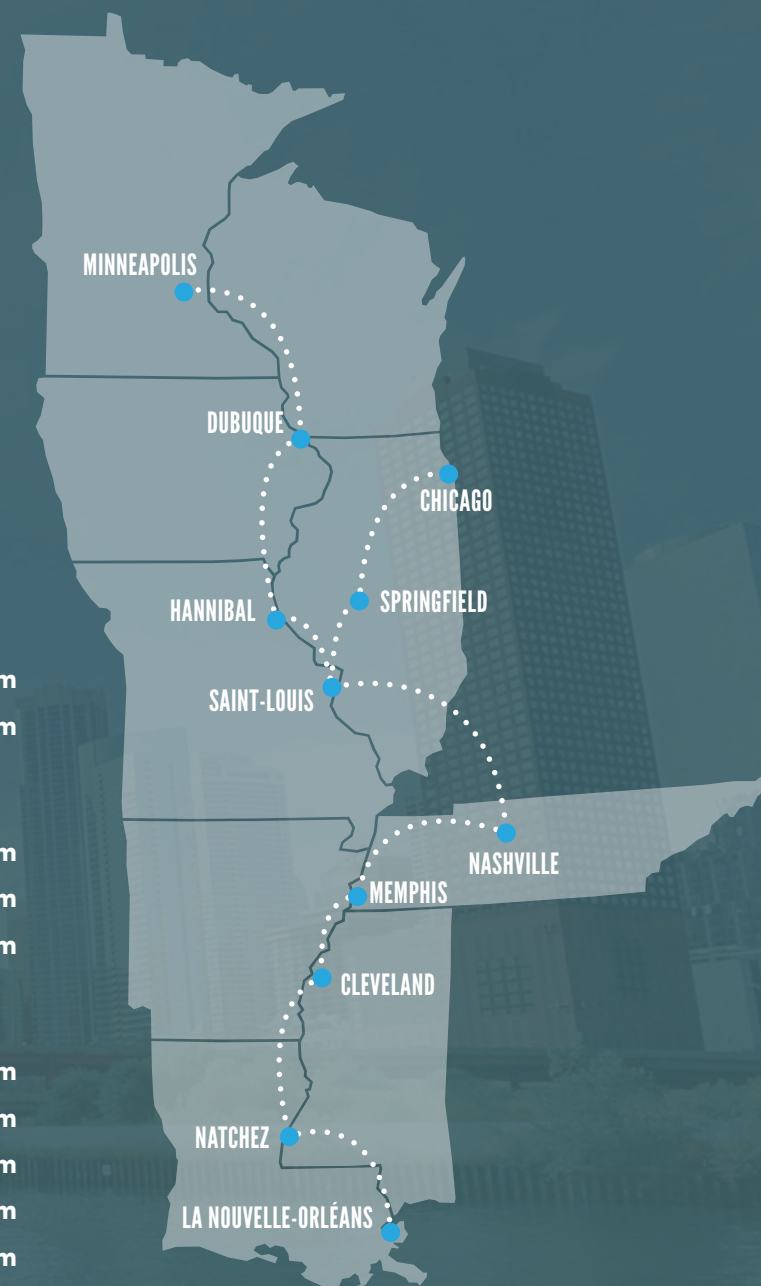 MINNEAPOLIS
DUBUQUE
CHICAGO
SPRINGFIELD
HANNIBAL
m
SAINT-LOUIS
m
m
NASHVILLE
MEMPHIS
m
m
CLEVELAND
m
m
NATCHEZ
m
m
LA NOUVELLE-ORLÉANS
m